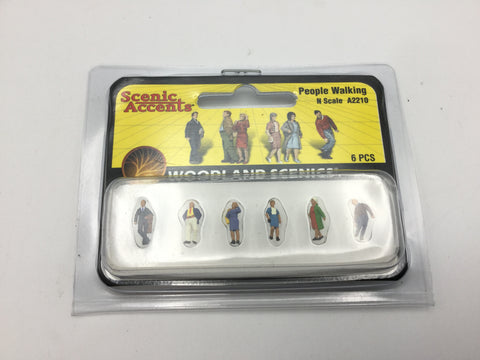 Scenic
Accents®
People Walking
N Scale A2210
6 PCS
WOODLAND SCENICS